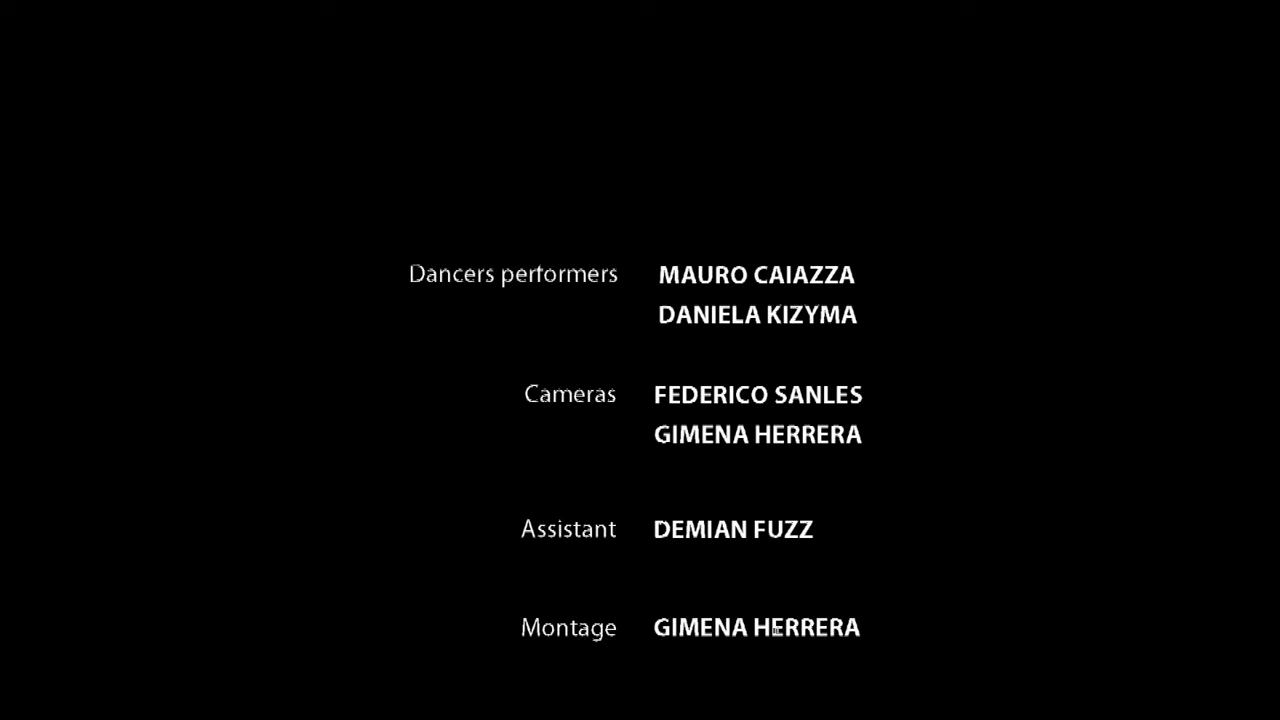 Dancers performers MAURO CAIAZZA
DANIELA KIZYMA
Cameras FEDERICO SANLES
GIMENA HERRERA
Assistant DEMIAN FUZZ
Montage GIMENA HERRERA